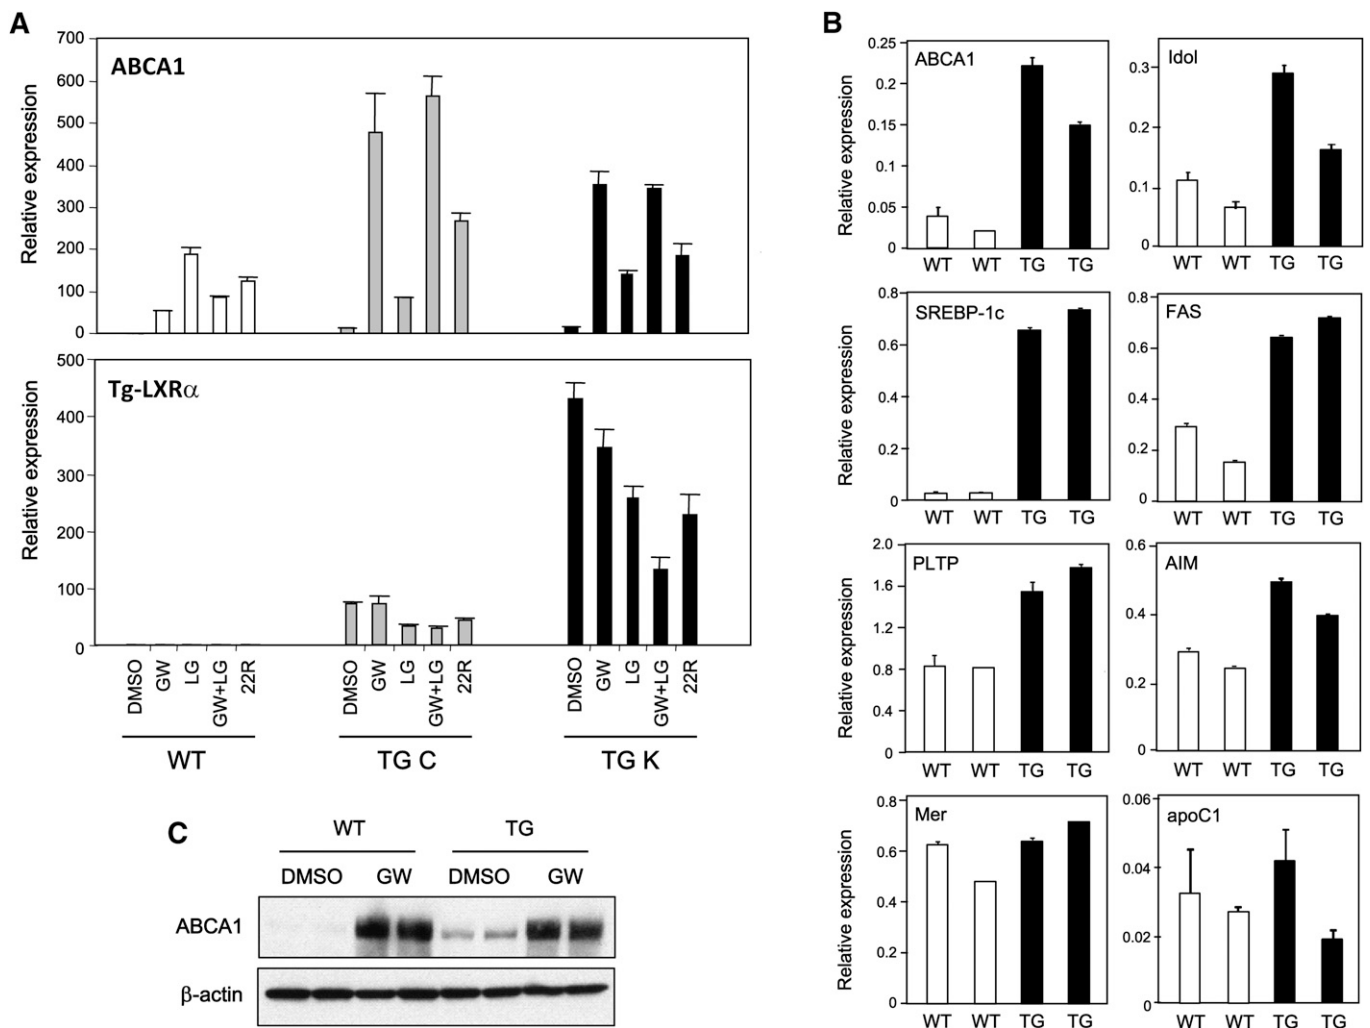 A
ABCA1
Relative expression
700
600
500
400
300
200
100
0
Tg-LXRα
Relative expression
500
400
300
200
100
0
DMSO GW LG GW+LG 22R DMSO GW LG GW+LG 22R DMSO GW LG GW+LG 22R
WT TG C TG K
B
ABCA1
Relative expression
0.25
0.2
0.15
0.1
0.05
0
WT WT TG TG
Idol
0.3
0.2
0.1
0
WT WT TG TG
SREBP-1c
Relative expression
0.8
0.6
0.4
0.2
0
WT WT TG TG
FAS
0.8
0.6
0.4
0.2
0
WT WT TG TG
PLTP
Relative expression
2.0
1.6
1.2
0.8
0.4
0
WT WT TG TG
AIM
0.6
0.4
0.2
0
WT WT TG TG
Mer
Relative expression
0.8
0.6
0.4
0.2
0
WT WT TG TG
apoC1
0.06
0.04
0.02
0
WT WT TG TG
C
WT TG
DMSO GW DMSO GW
ABCA1
β-actin